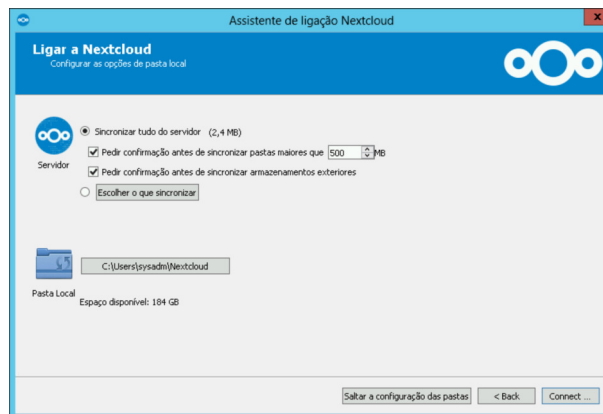 Assistente de ligação Nextcloud
x
Ligar a Nextcloud
Configurar as opções de pasta local
Servidor
Sincronizar tudo do servidor (2,4 MB)
Pedir confirmação antes de sincronizar pastas maiores que 500 MB
Pedir confirmação antes de sincronizar armazenamentos exteriores
Escolher o que sincronizar
C:\Users\sysadm\Nextcloud
Pasta Local
Espaço disponível: 184 GB
Saltar a configuração das pastas < Back Connect ...